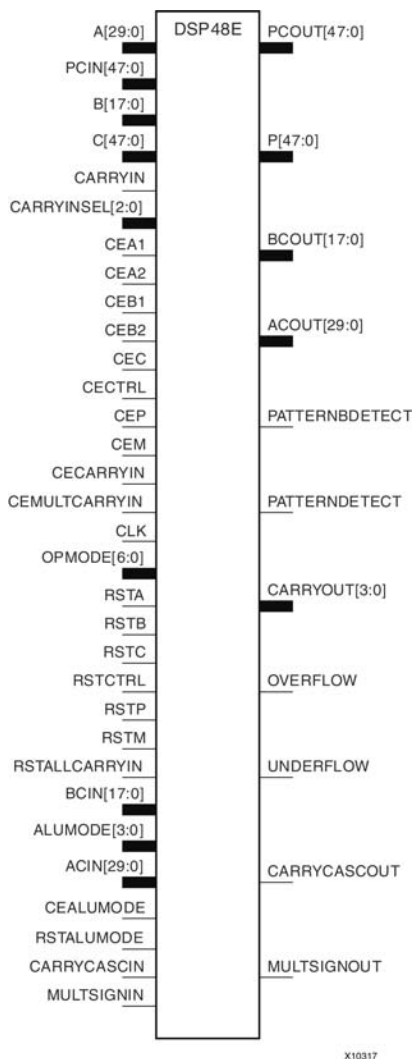 DSP48E
A[29:0]
PCIN[47:0]
B[17:0]
C[47:0]
CARRYIN
CARRYINSEL[2:0]
CEA1
CEA2
CEB1
CEB2
CEC
CECTRL
CEP
CEM
CECARRYIN
CEMULTCARRYIN
CLK
OPMODE[6:0]
RSTA
RSTB
RSTC
RSTCTRL
RSTP
RSTM
RSTALLCARRYIN
BCIN[17:0]
ALUMODE[3:0]
ACIN[29:0]
CEALUMODE
RSTALUMODE
CARRYCASCIN
MULTSIGNIN
PCOUT[47:0]
P[47:0]
BCOUT[17:0]
ACOUT[29:0]
PATTERNBDETECT
PATTERNDETECT
CARRYOUT[3:0]
OVERFLOW
UNDERFLOW
CARRYCASCOUT
MULTSIGNOUT
X10317